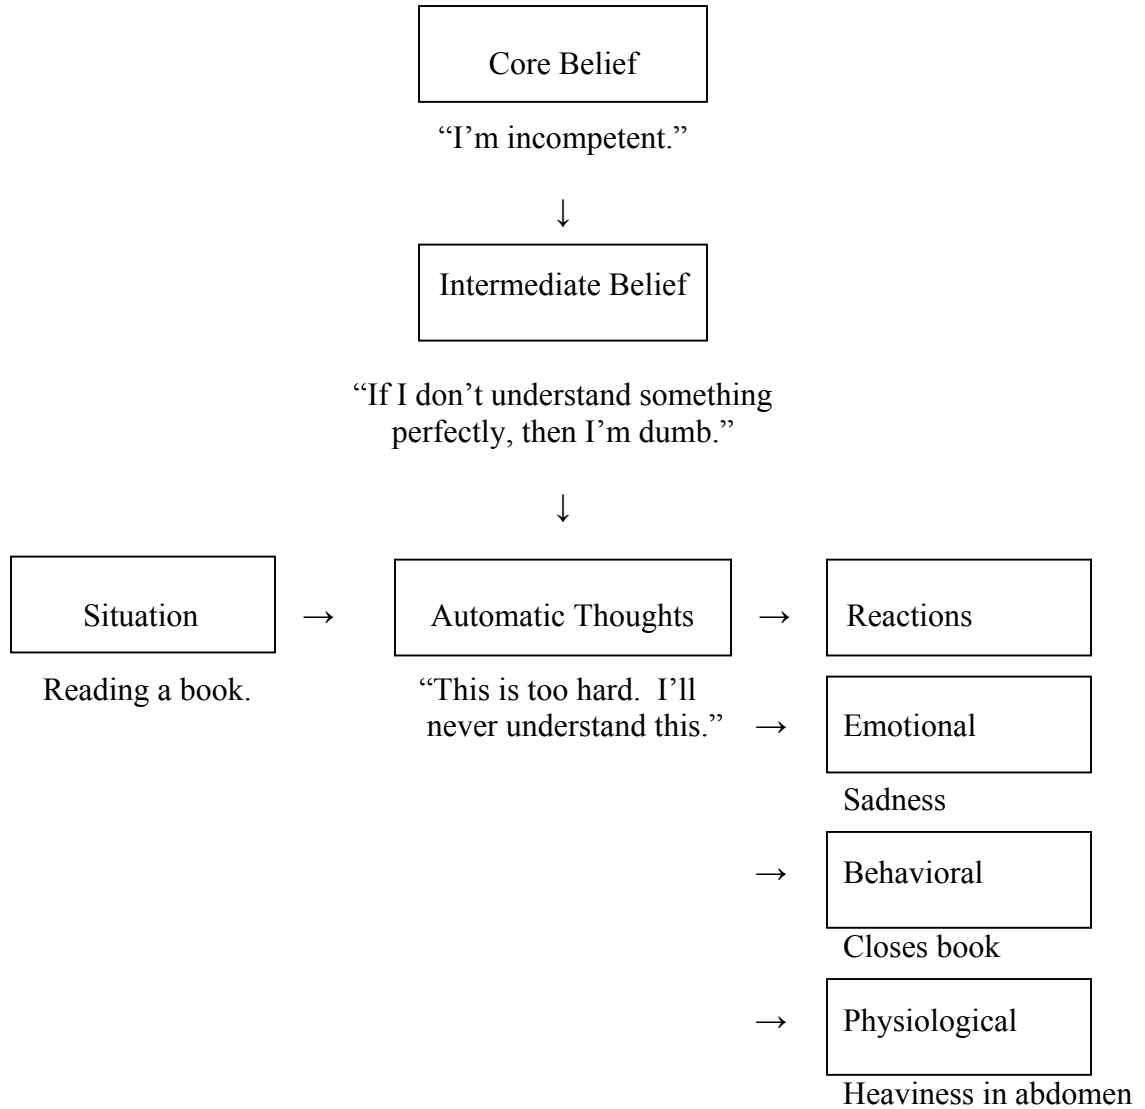 Core Belief
“I’m incompetent.”
↓
Intermediate Belief
“If I don’t understand something
perfectly, then I’m dumb.”
↓
Situation → Automatic Thoughts → Reactions
Reading a book.
“This is too hard.  I’ll
never understand this.”
→ Emotional
Sadness
→ Behavioral
Closes book
→ Physiological
Heaviness in abdomen